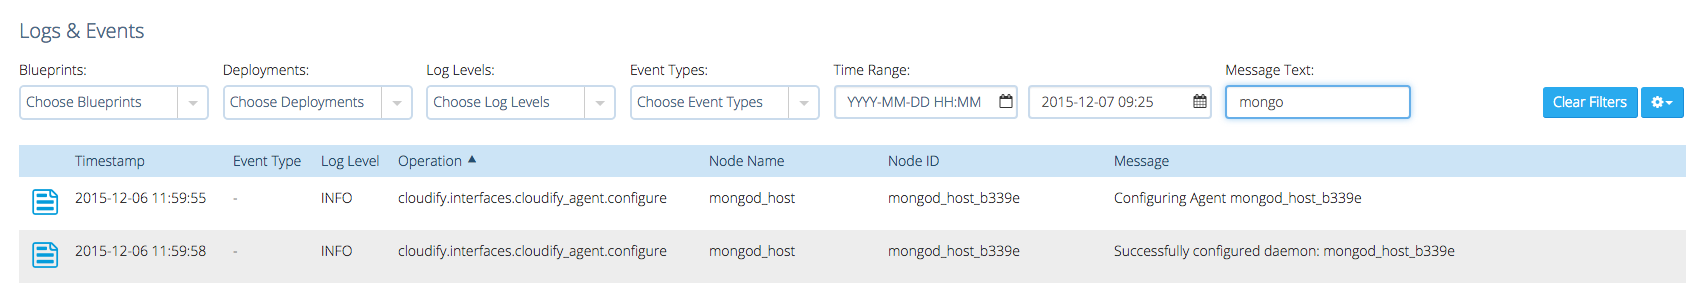 Logs & Events
Blueprints: Deployments: Log Levels: Event Types: Time Range: Message Text:
Choose Blueprints Choose Deployments Choose Log Levels Choose Event Types YYYY-MM-DD HH:MM 2015-12-07 09:25 mongo Clear Filters
Timestamp Event Type Log Level Operation Node Name Node ID Message
2015-12-06 11:59:55 - INFO cloudify.interfaces.cloudify_agent.configure mongod_host mongod_host_b339e Configuring Agent mongod_host_b339e
2015-12-06 11:59:58 - INFO cloudify.interfaces.cloudify_agent.configure mongod_host mongod_host_b339e Successfully configured daemon: mongod_host_b339e